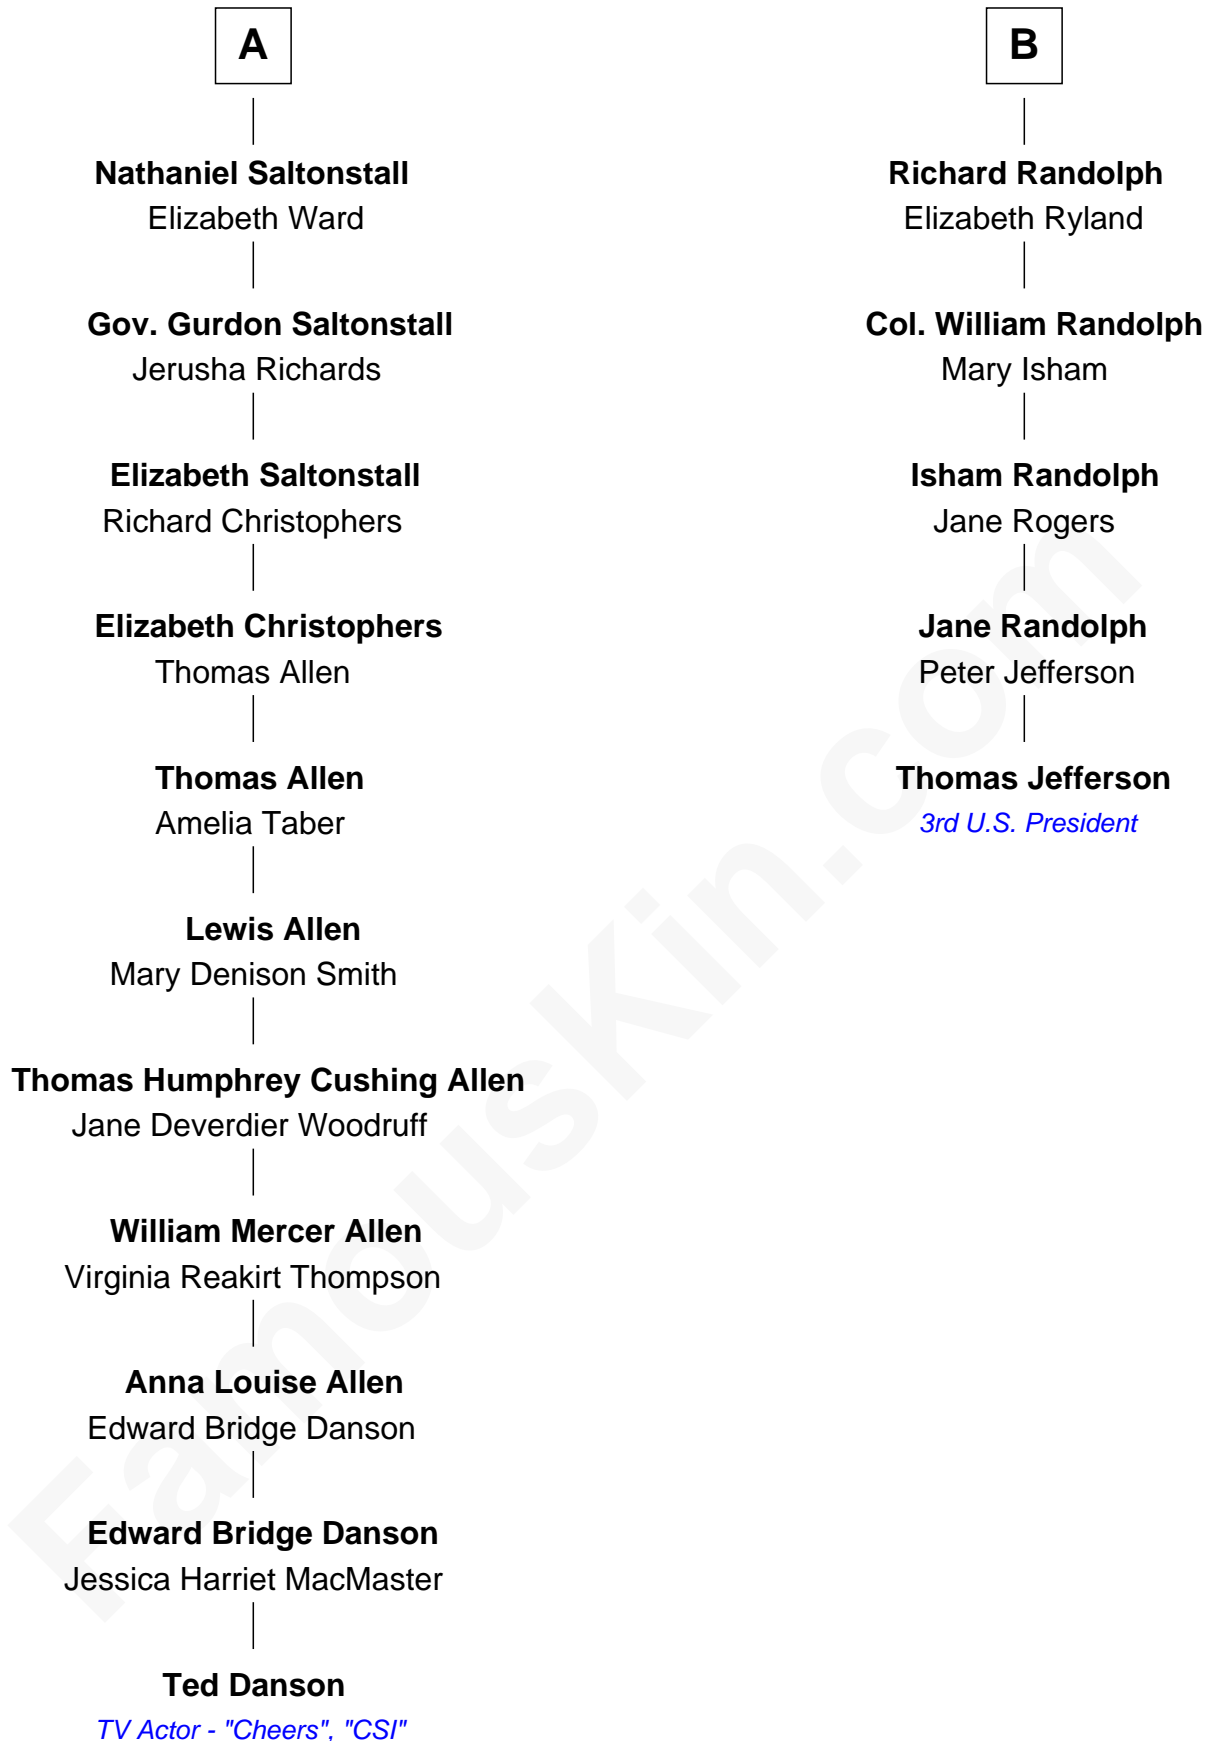 A
Nathaniel Saltonstall
Elizabeth Ward
Gov. Gurdon Saltonstall
Jerusha Richards
Elizabeth Saltonstall
Richard Christophers
Elizabeth Christophers
Thomas Allen
Thomas Allen
Amelia Taber
Lewis Allen
Mary Denison Smith
Thomas Humphrey Cushing Allen
Jane Deverdier Woodruff
William Mercer Allen
Virginia Reakirt Thompson
Anna Louise Allen
Edward Bridge Danson
Edward Bridge Danson
Jessica Harriet MacMaster
Ted Danson
TV Actor - "Cheers", "CSI"
B
Richard Randolph
Elizabeth Ryland
Col. William Randolph
Mary Isham
Isham Randolph
Jane Rogers
Jane Randolph
Peter Jefferson
Thomas Jefferson
3rd U.S. President
FamousKin.com